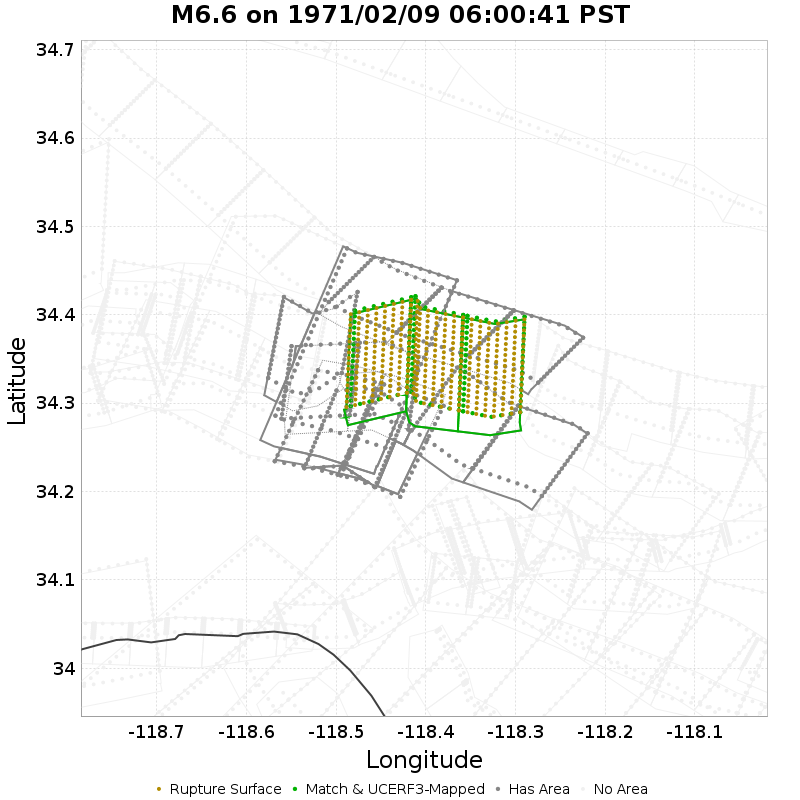 M6.6 on 1971/02/09 06:00:41 PST
34.7
34.6
34.5
34.4
34.3
34.2
34.1
34
Latitude
-118.7 -118.6 -118.5 -118.4 -118.3 -118.2 -118.1
Longitude
Rupture Surface Match & UCERF3-Mapped Has Area No Area